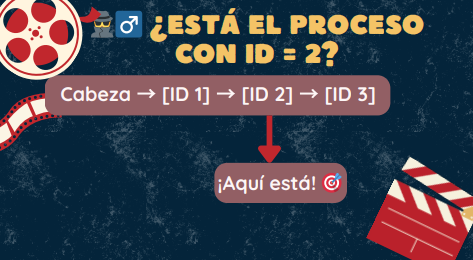 🕵️‍♂️ ¿ESTÁ EL PROCESO
CON ID = 2?
Cabeza → [ID 1] → [ID 2] → [ID 3]
¡Aquí está! 🎯